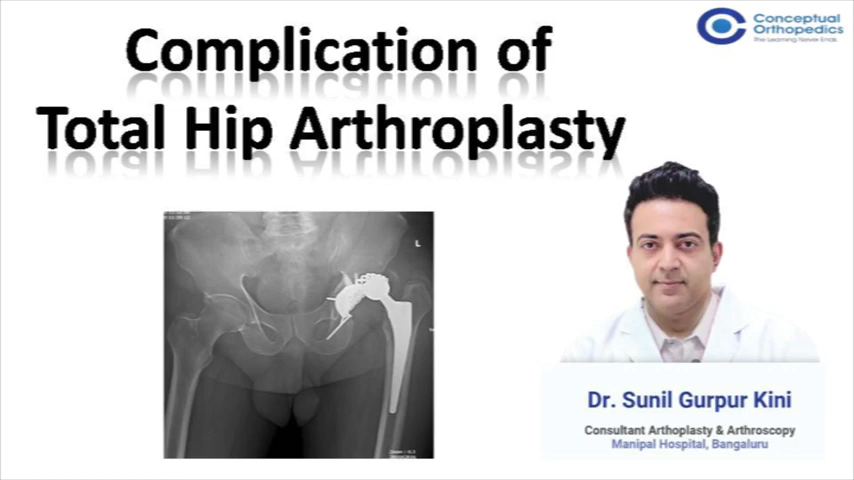 Complication of
Total Hip Arthroplasty
Conceptual
Orthopedics
The Learning Never Ends
L
Dr. Sunil Gurpur Kini
Consultant Arthoplasty & Arthroscopy
Manipal Hospital, Bangaluru